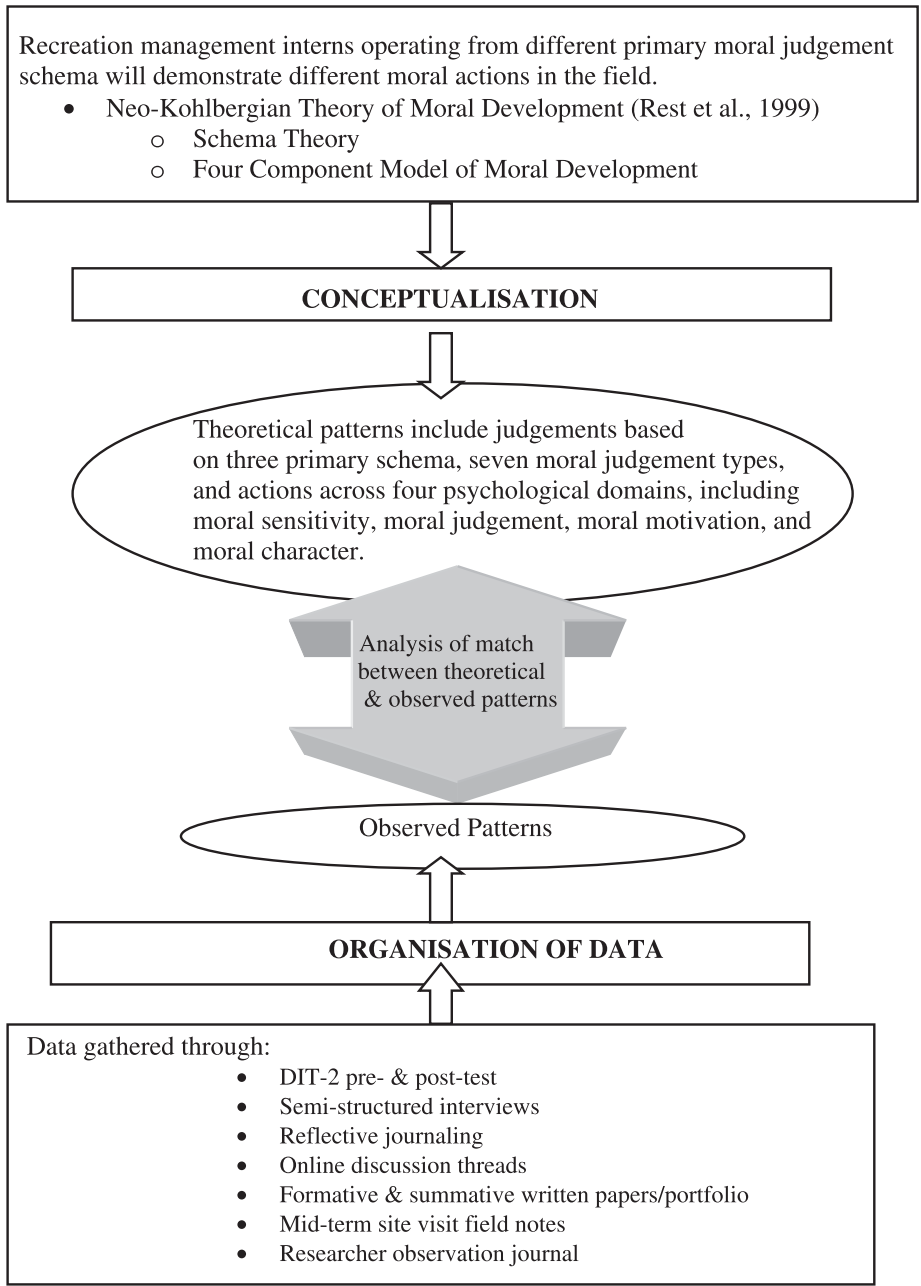 Recreation management interns operating from different primary moral judgement
schema will demonstrate different moral actions in the field.
• Neo-Kohlbergian Theory of Moral Development (Rest et al., 1999)
o Schema Theory
o Four Component Model of Moral Development
CONCEPTUALISATION
Theoretical patterns include judgements based
on three primary schema, seven moral judgement types,
and actions across four psychological domains, including
moral sensitivity, moral judgement, moral motivation, and
moral character.
Analysis of match
between theoretical
& observed patterns
Observed Patterns
ORGANISATION OF DATA
Data gathered through:
• DIT-2 pre- & post-test
• Semi-structured interviews
• Reflective journaling
• Online discussion threads
• Formative & summative written papers/portfolio
• Mid-term site visit field notes
• Researcher observation journal